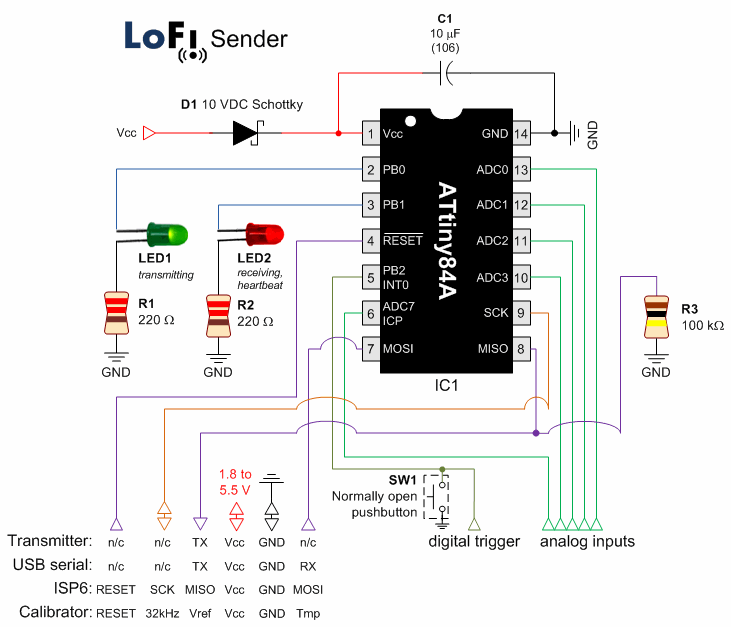 LoFi Sender
C1
10 µF
(106)
D1 10 VDC Schottky
Vcc
1 Vcc GND 14
GND
2 PB0 ADC0 13
3 PB1 ADC1 12
4 RESET ADC2 11
5 PB2 INT0 ADC3 10
6 ADC7 ICP SCK 9
7 MOSI MISO 8
ATtiny84A
IC1
LED1
transmitting
LED2
receiving,
heartbeat
R1
220 Ω
GND
R2
220 Ω
GND
R3
100 kΩ
GND
1.8 to
5.5 V
SW1
Normally open
pushbutton
digital trigger
analog inputs
Transmitter: n/c n/c TX Vcc GND n/c
USB serial: n/c n/c TX Vcc GND RX
ISP6: RESET SCK MISO Vcc GND MOSI
Calibrator: RESET 32kHz Vref Vcc GND Tmp